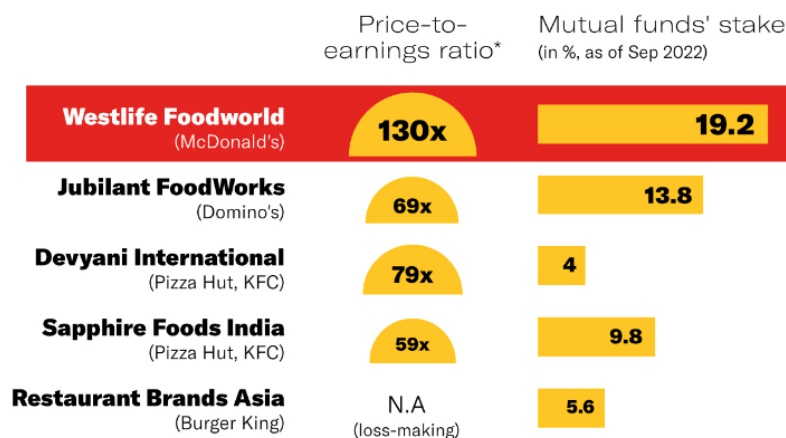 Price-to-
earnings ratio*
Mutual funds' stake
(in %, as of Sep 2022)
Westlife Foodworld
(McDonald's)
130x
19.2
Jubilant FoodWorks
(Domino's)
69x
13.8
Devyani International
(Pizza Hut, KFC)
79x
4
Sapphire Foods India
(Pizza Hut, KFC)
59x
9.8
Restaurant Brands Asia
(Burger King)
N.A
(loss-making)
5.6